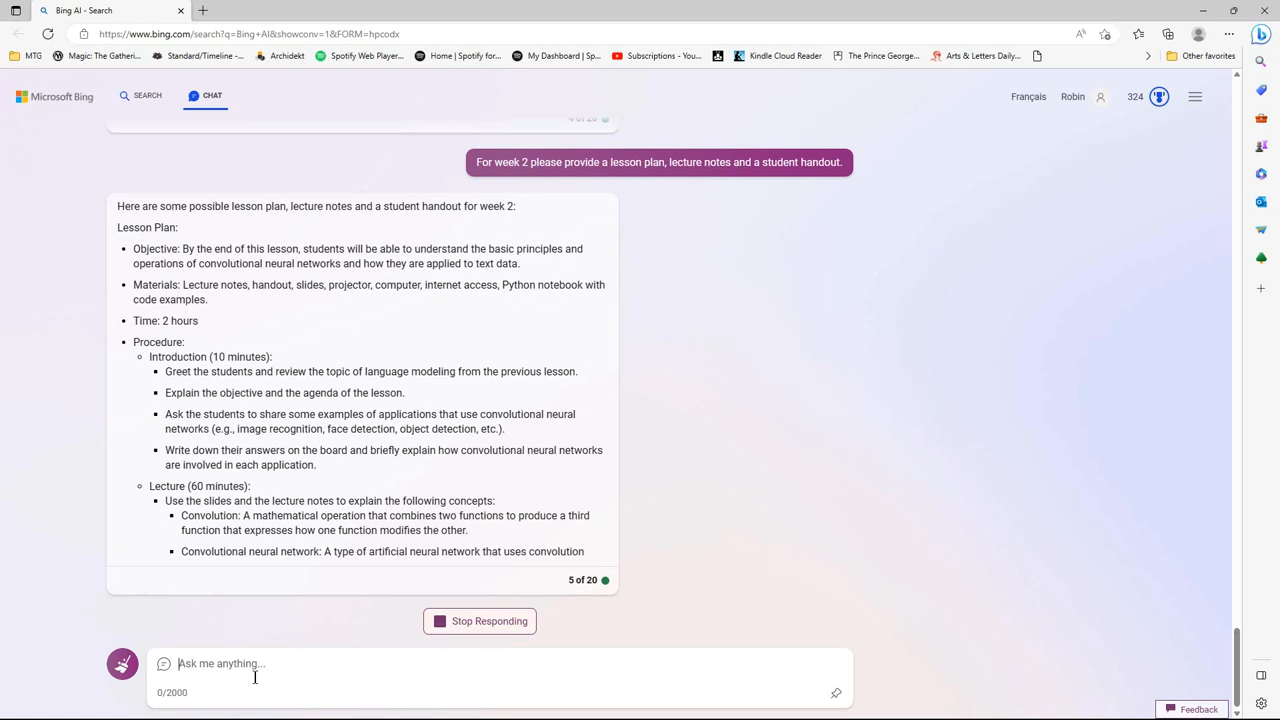 Bing AI - Search
https://www.bing.com/search?q=Bing+AI&showconv=1&FORM=hpcodx
MTG
Magic: The Gatheri...
Standard/Timeline -...
Archidekt
Spotify Web Player...
Home | Spotify for...
My Dashboard | Sp...
Subscriptions - You...
Kindle Cloud Reader
The Prince George...
Arts & Letters Daily...
Other favorites
Microsoft Bing
SEARCH
CHAT
Français
Robin
324
4 of 20
For week 2 please provide a lesson plan, lecture notes and a student handout.
Here are some possible lesson plan, lecture notes and a student handout for week 2:
Lesson Plan:
• Objective: By the end of this lesson, students will be able to understand the basic principles and
operations of convolutional neural networks and how they are applied to text data.
• Materials: Lecture notes, handout, slides, projector, computer, internet access, Python notebook with
code examples.
• Time: 2 hours
• Procedure:
Introduction (10 minutes):
Greet the students and review the topic of language modeling from the previous lesson.
Explain the objective and the agenda of the lesson.
Ask the students to share some examples of applications that use convolutional neural
networks (e.g., image recognition, face detection, object detection, etc.).
Write down their answers on the board and briefly explain how convolutional neural networks
are involved in each application.
Lecture (60 minutes):
Use the slides and the lecture notes to explain the following concepts:
Convolution: A mathematical operation that combines two functions to produce a third
function that expresses how one function modifies the other.
Convolutional neural network: A type of artificial neural network that uses convolution
5 of 20
Stop Responding
Ask me anything...
0/2000
Feedback